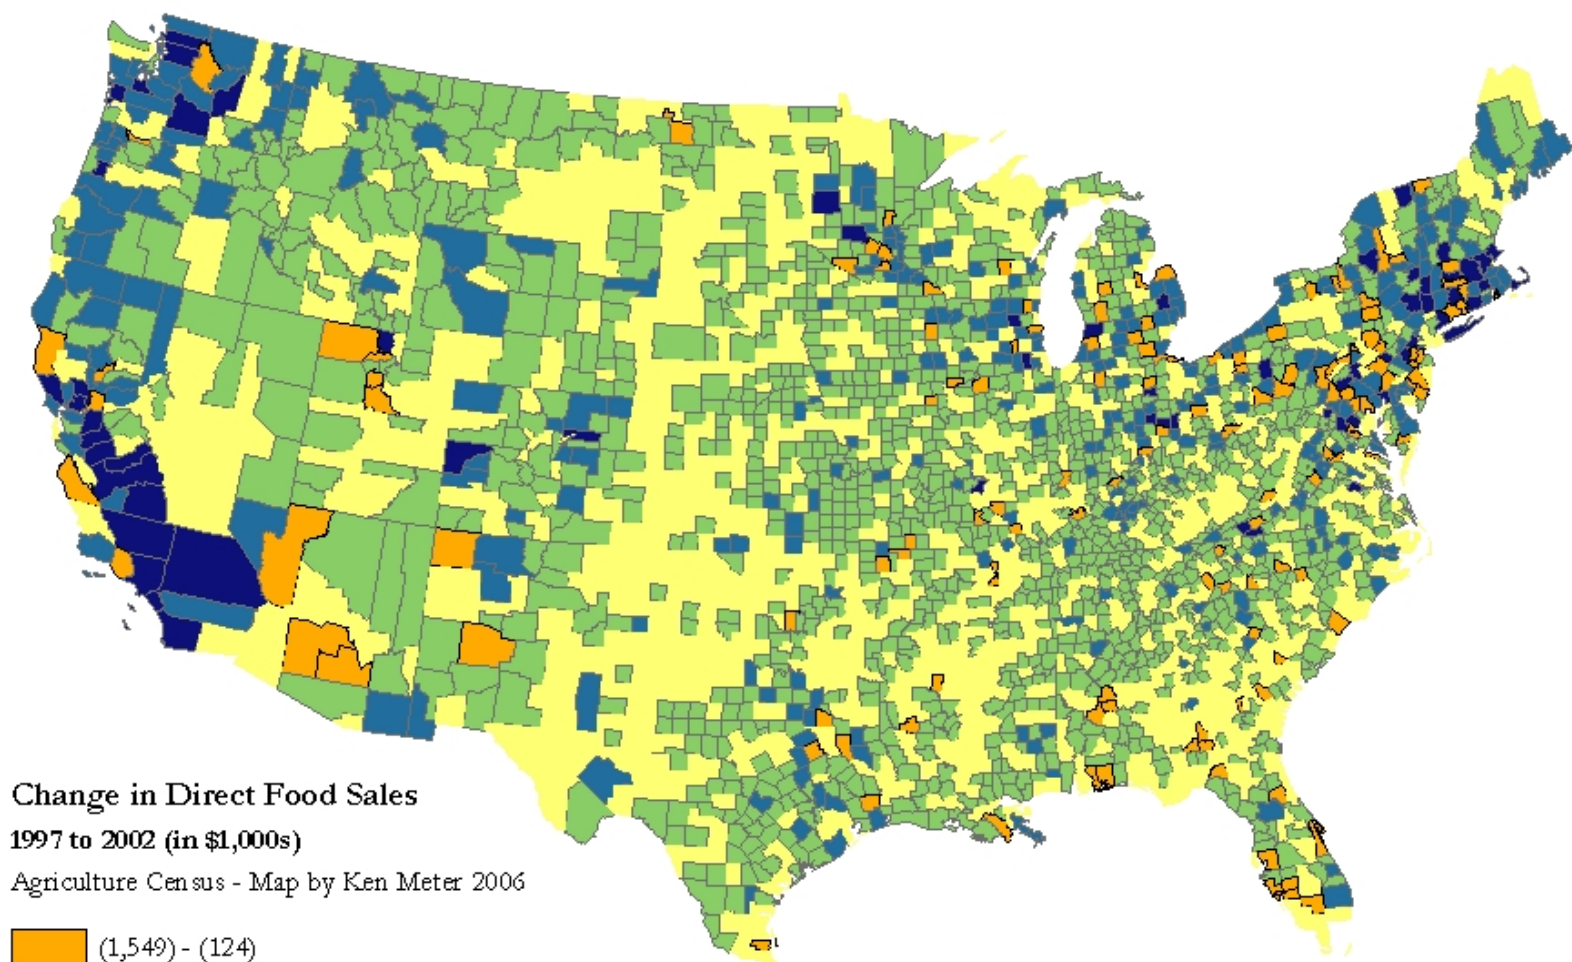 Change in Direct Food Sales
1997 to 2002 (in $1,000s)
Agriculture Census - Map by Ken Meter 2006
(1,549) - (124)